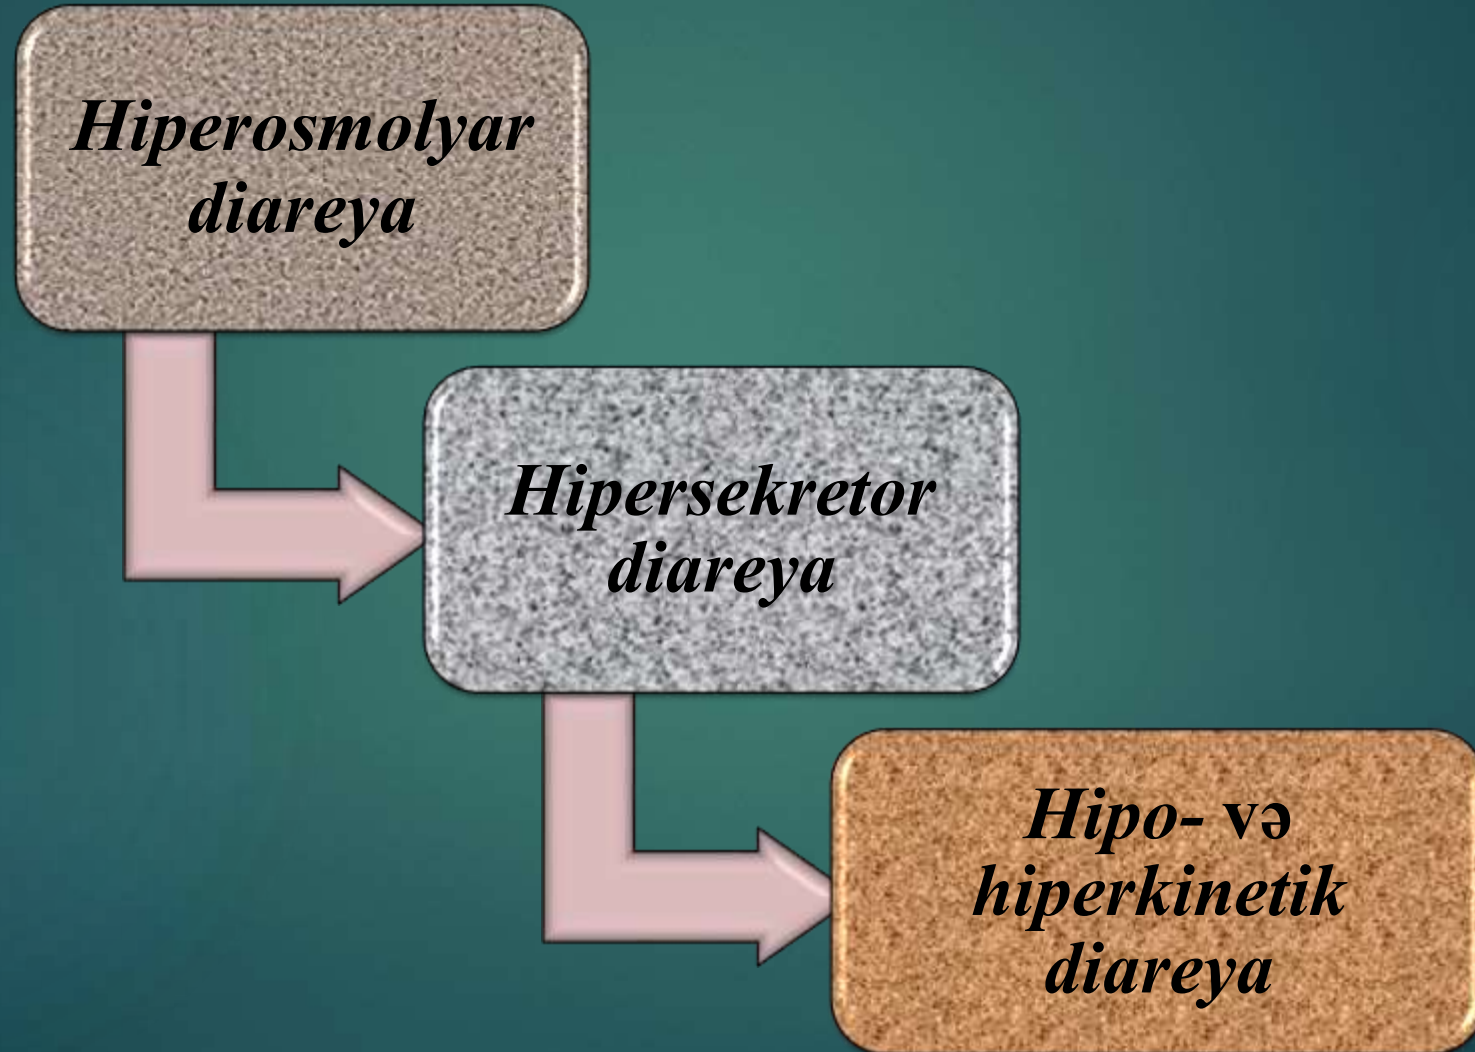 Hiperosmolyar
diareya
Hipersekretor
diareya
Hipo- və
hiperkinetik
diareya